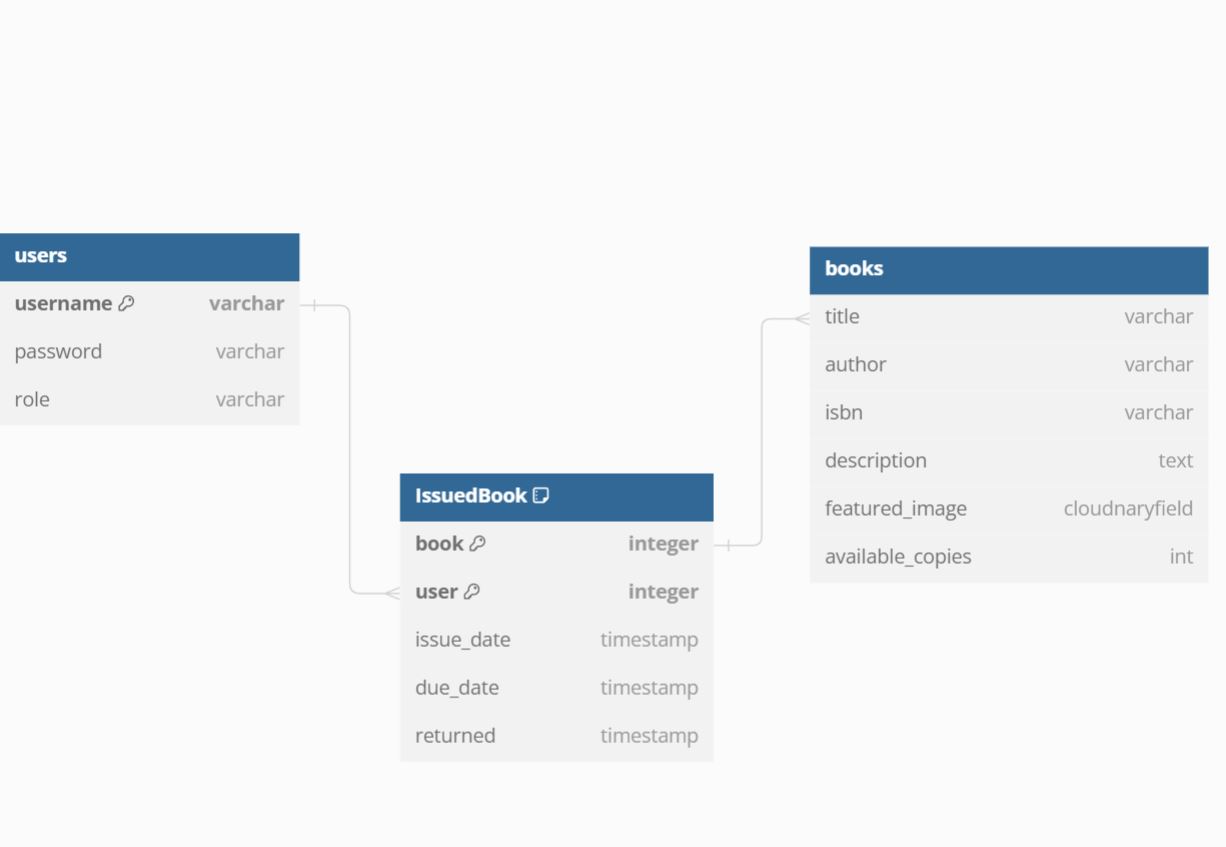 users
username varchar
password varchar
role varchar
IssuedBook
book integer
user integer
issue_date timestamp
due_date timestamp
returned timestamp
books
title varchar
author varchar
isbn varchar
description text
featured_image cloudnaryfield
available_copies int